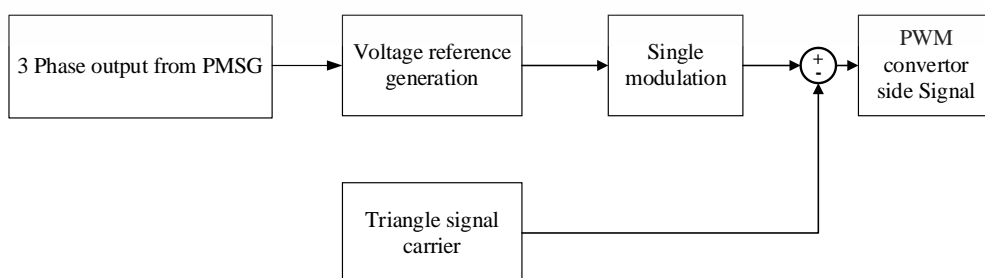 3 Phase output from PMSG
Voltage reference
generation
Single
modulation
+
-
PWM
convertor
side Signal
Triangle signal
carrier